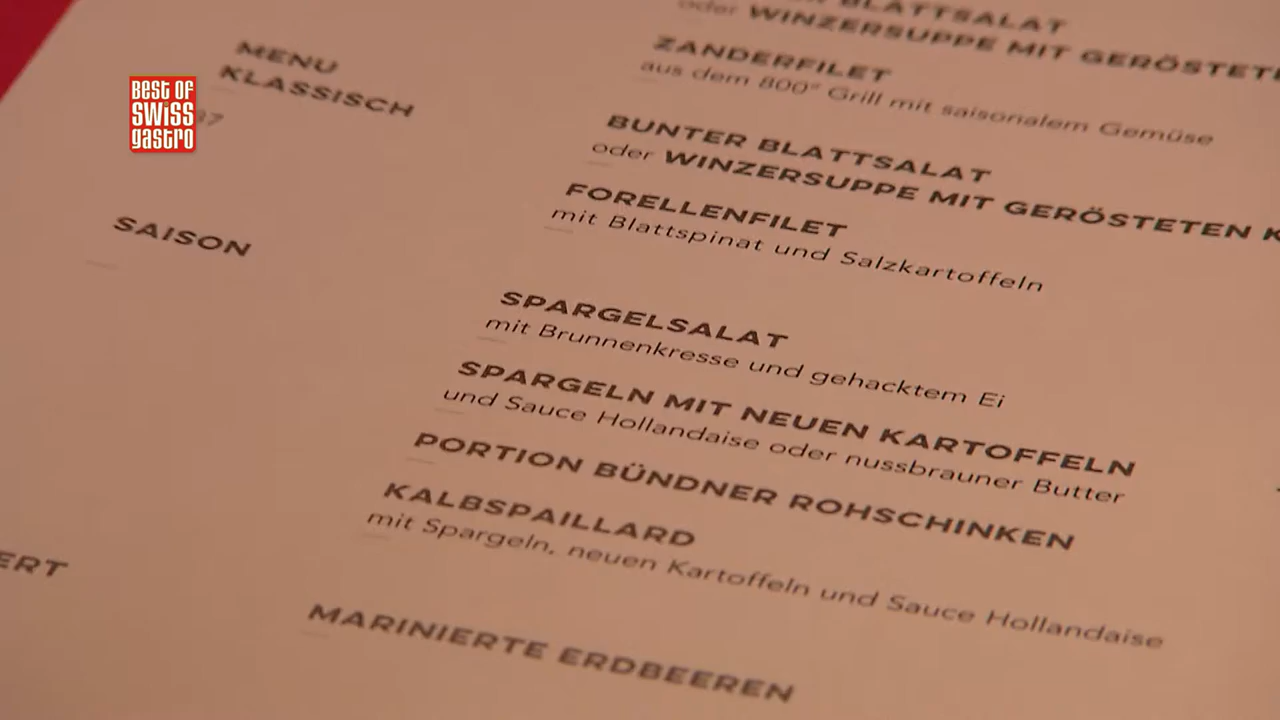 BEST OF
SWISS
gastro
BLATTSALAT
oder WINZERSUPPE MIT
ZANDERFILET
aus dem 800° Grill mit saisonalem Gemüse
MENU
KLASSISCH
BUNTER BLATTSALAT
oder WINZERSUPPE MIT GERÖSTETEN
FORELLENFILET
mit Blattspinat und Salzkartoffeln
SAISON
SPARGELSALAT
mit Brunnenkresse und gehacktem Ei
SPARGELN MIT NEUEN KARTOFFELN
und Sauce Hollandaise oder nussbrauner Butter
PORTION BÜNDNER ROHSCHINKEN
KALBSPAILLARD
mit Spargeln, neuen Kartoffeln und Sauce Hollandaise
MARINIERTE ERDBEEREN